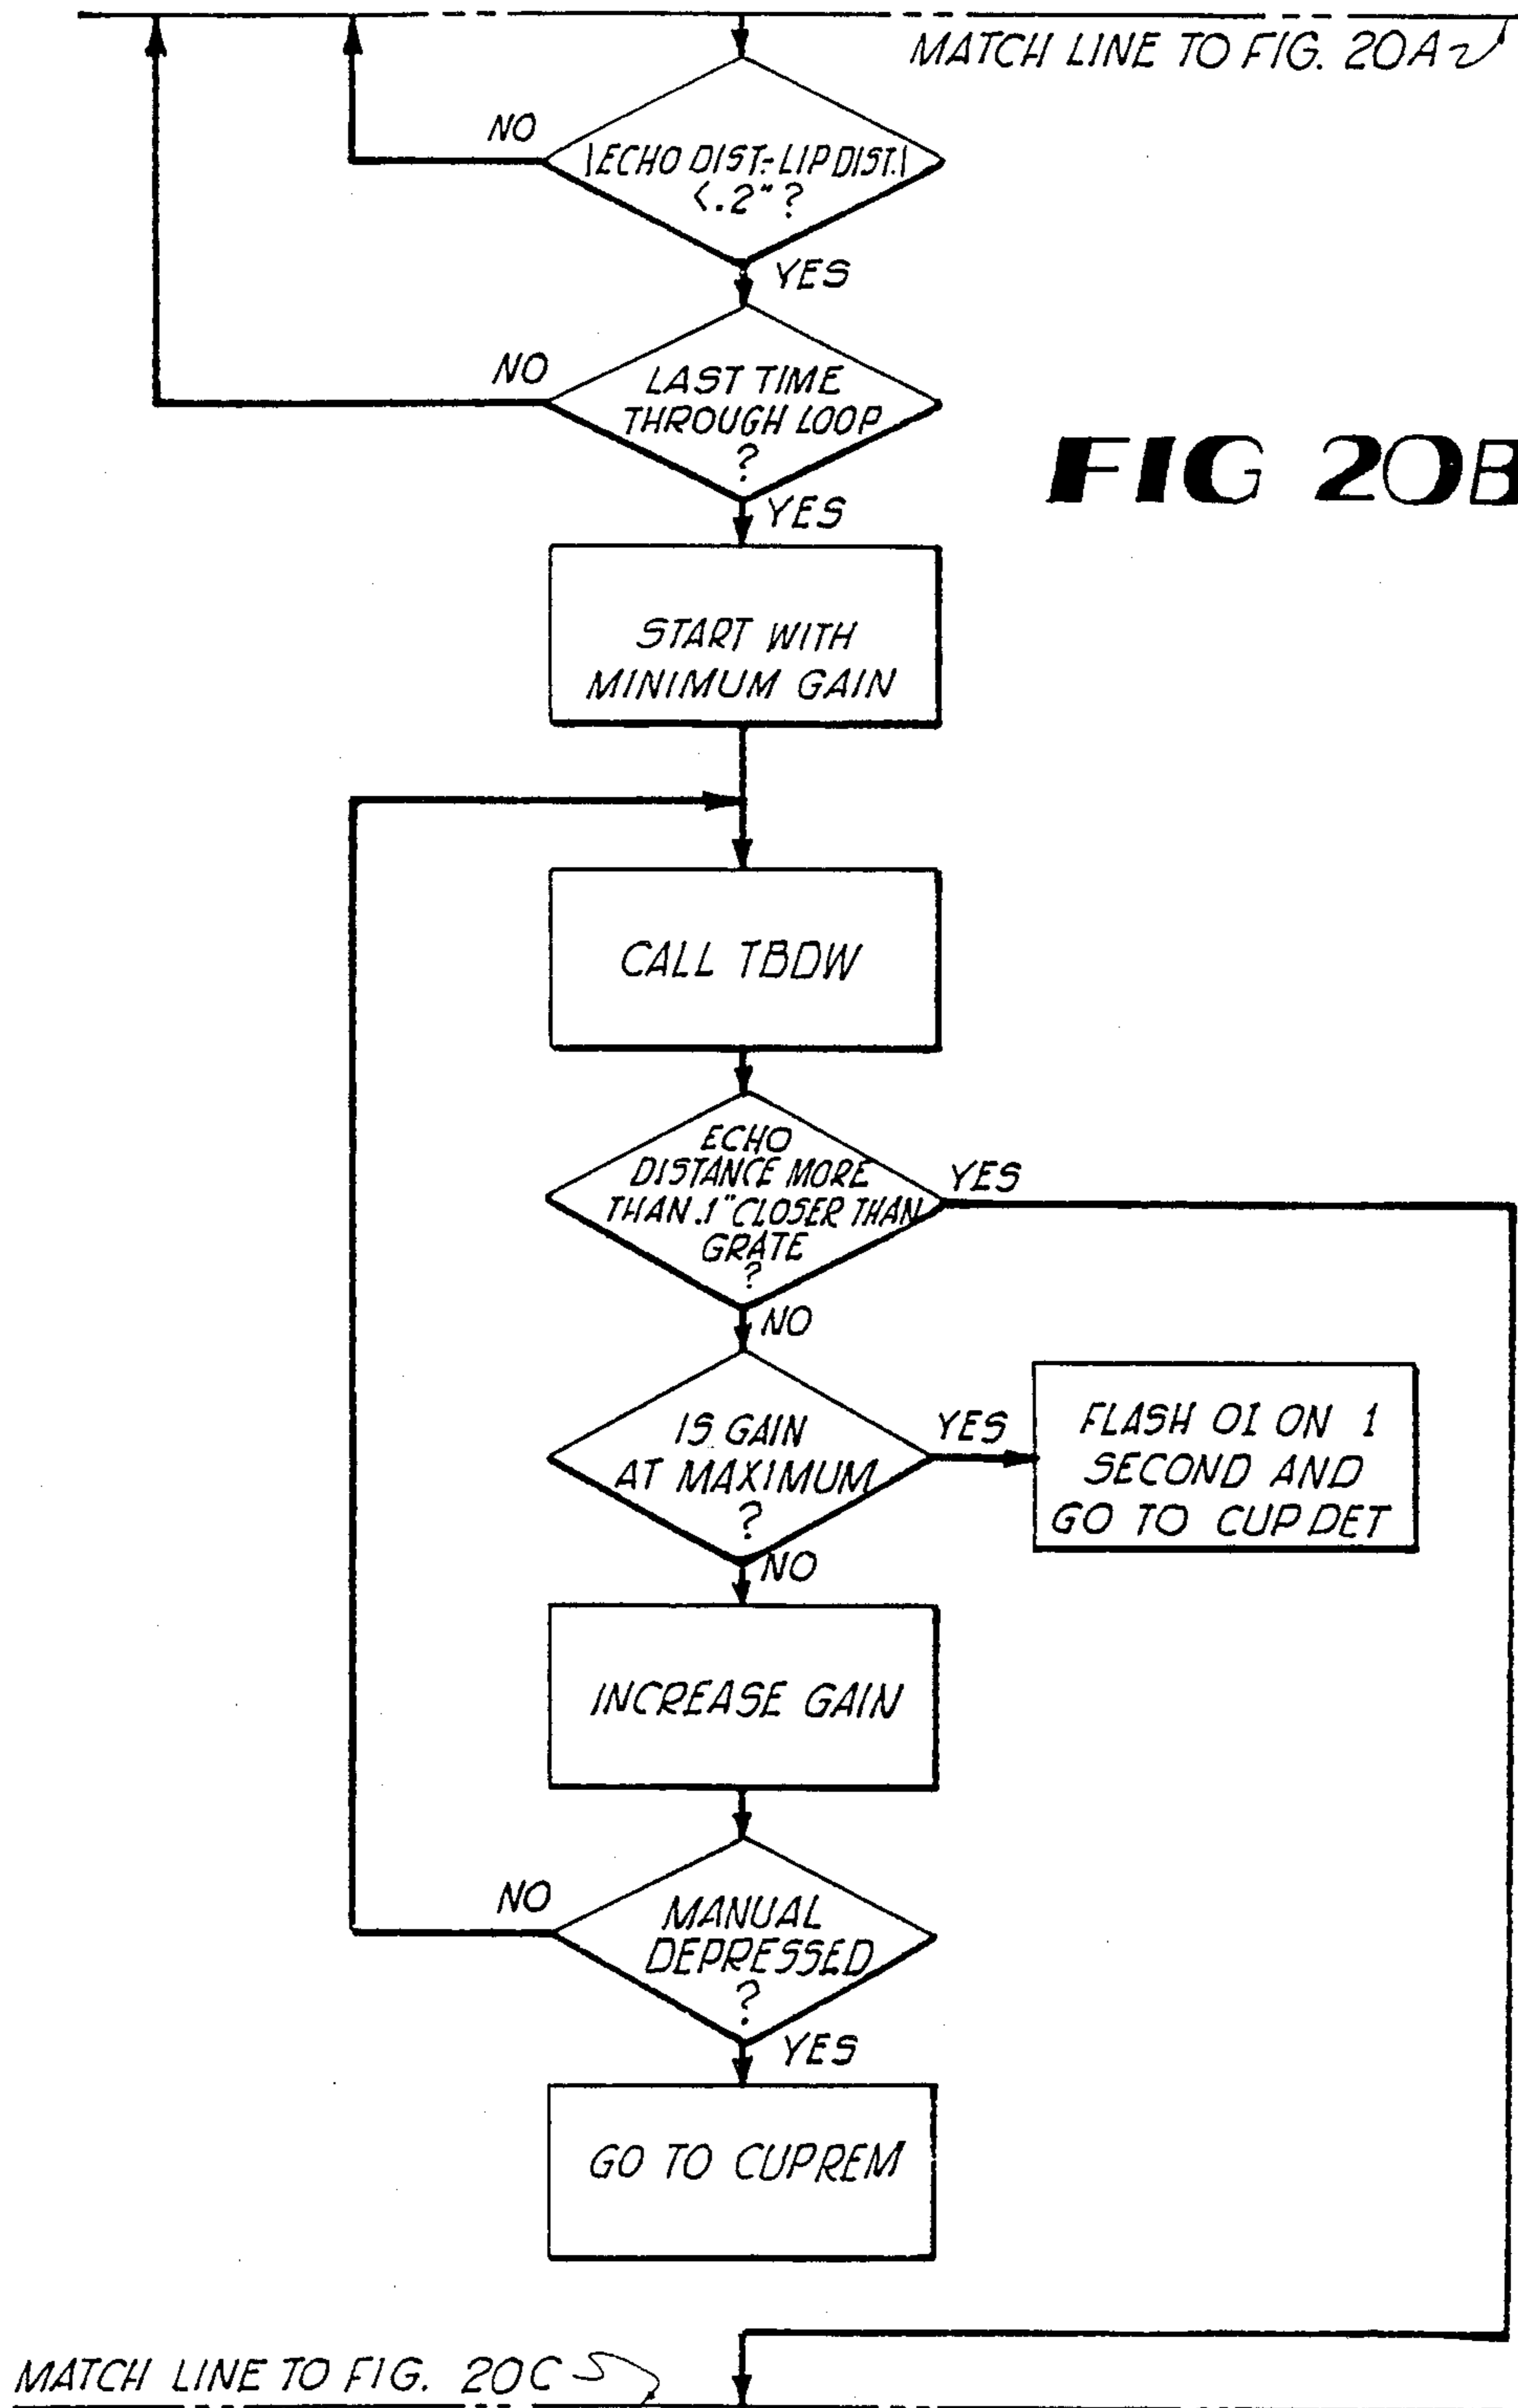 MATCH LINE TO FIG. 20A
NO
|ECHO DIST.-LIP DIST.|
<.2" ?
YES
NO
LAST TIME
THROUGH LOOP
?
FIG 20B
YES
START WITH
MINIMUM GAIN
CALL TBDW
ECHO
DISTANCE MORE
THAN .1" CLOSER THAN
GRATE
?
YES
NO
IS GAIN
AT MAXIMUM
?
YES
FLASH OI ON 1
SECOND AND
GO TO CUPDET
NO
INCREASE GAIN
NO
MANUAL
DEPRESSED
?
YES
GO TO CUPREM
MATCH LINE TO FIG. 20C